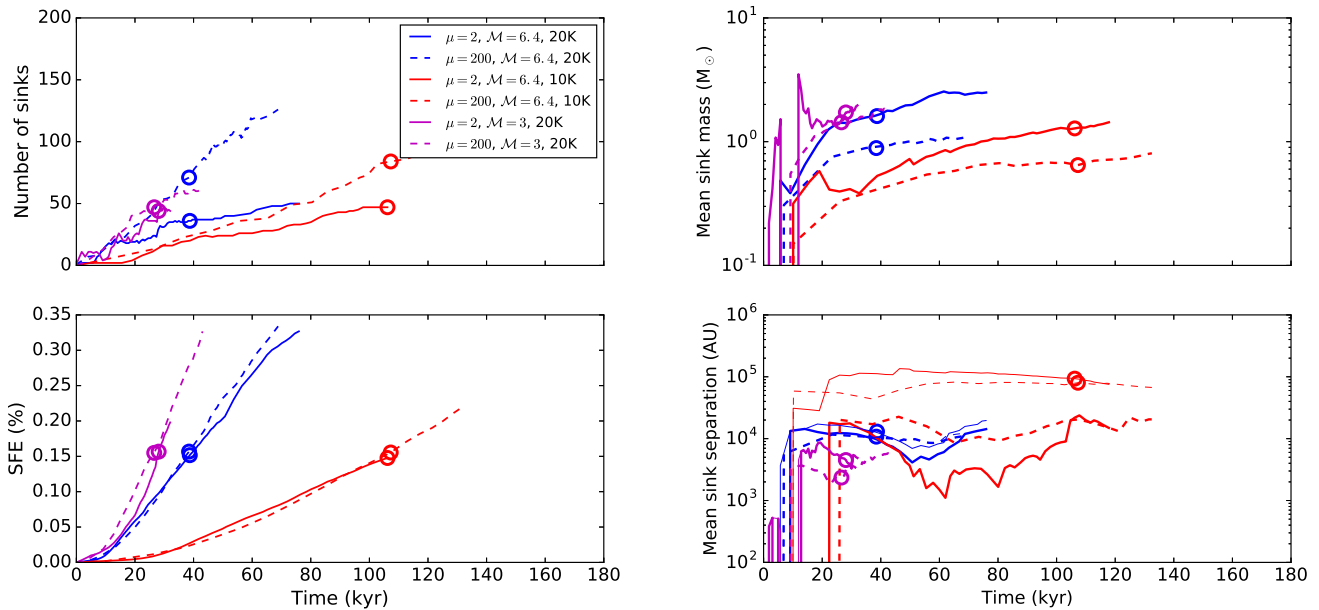 Number of sinks
200
150
100
50
0
μ = 2, ℳ = 6.4, 20K
μ = 200, ℳ = 6.4, 20K
μ = 2, ℳ = 6.4, 10K
μ = 200, ℳ = 6.4, 10K
μ = 2, ℳ = 3, 20K
μ = 200, ℳ = 3, 20K
Mean sink mass (M☉)
10¹
10⁰
10⁻¹
SFE (%)
0.35
0.30
0.25
0.20
0.15
0.10
0.05
0.00
0 20 40 60 80 100 120 140 160 180
Time (kyr)
Mean sink separation (AU)
10⁶
10⁵
10⁴
10³
10²
0 20 40 60 80 100 120 140 160 180
Time (kyr)